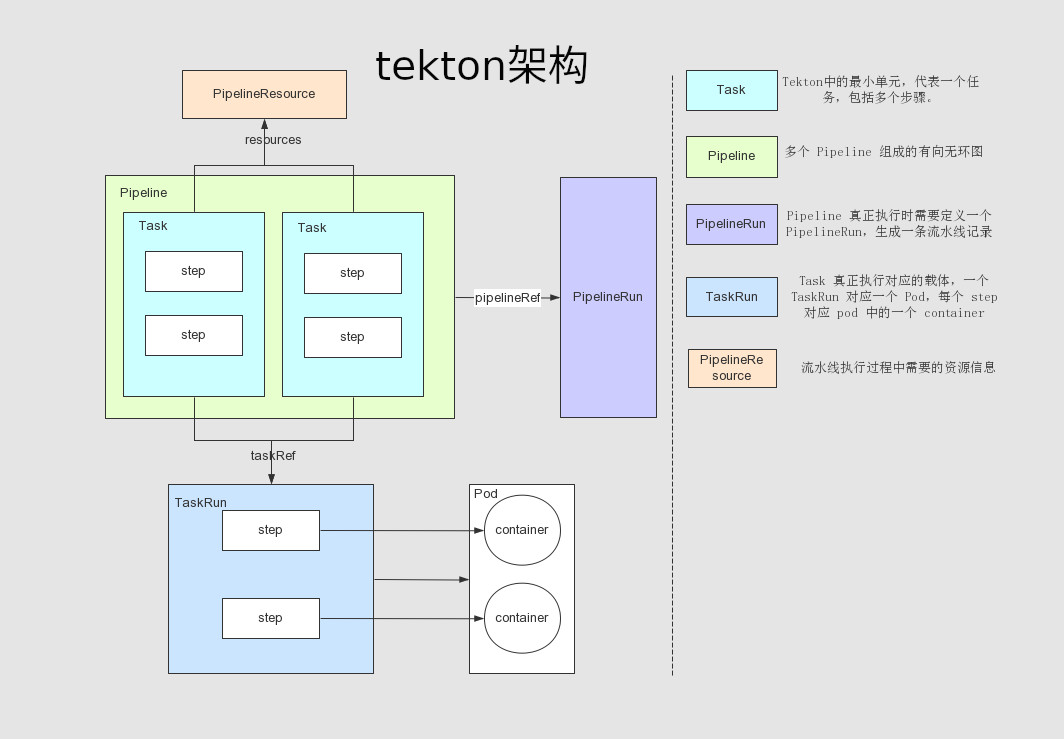 tekton架构
PipelineResource
resources
Pipeline
Task
Task
step
step
step
step
pipelineRef
PipelineRun
taskRef
TaskRun
step
step
Pod
container
container
Task
Tekton中的最小单元，代表一个任
务，包括多个步骤。
Pipeline
多个 Pipeline 组成的有向无环图
PipelineRun
Pipeline 真正执行时需要定义一个
PipelineRun，生成一条流水线记录
TaskRun
Task 真正执行对应的载体，一个
TaskRun 对应一个 Pod，每个 step
对应 pod 中的一个 container
PipelineRe
source
流水线执行过程中需要的资源信息